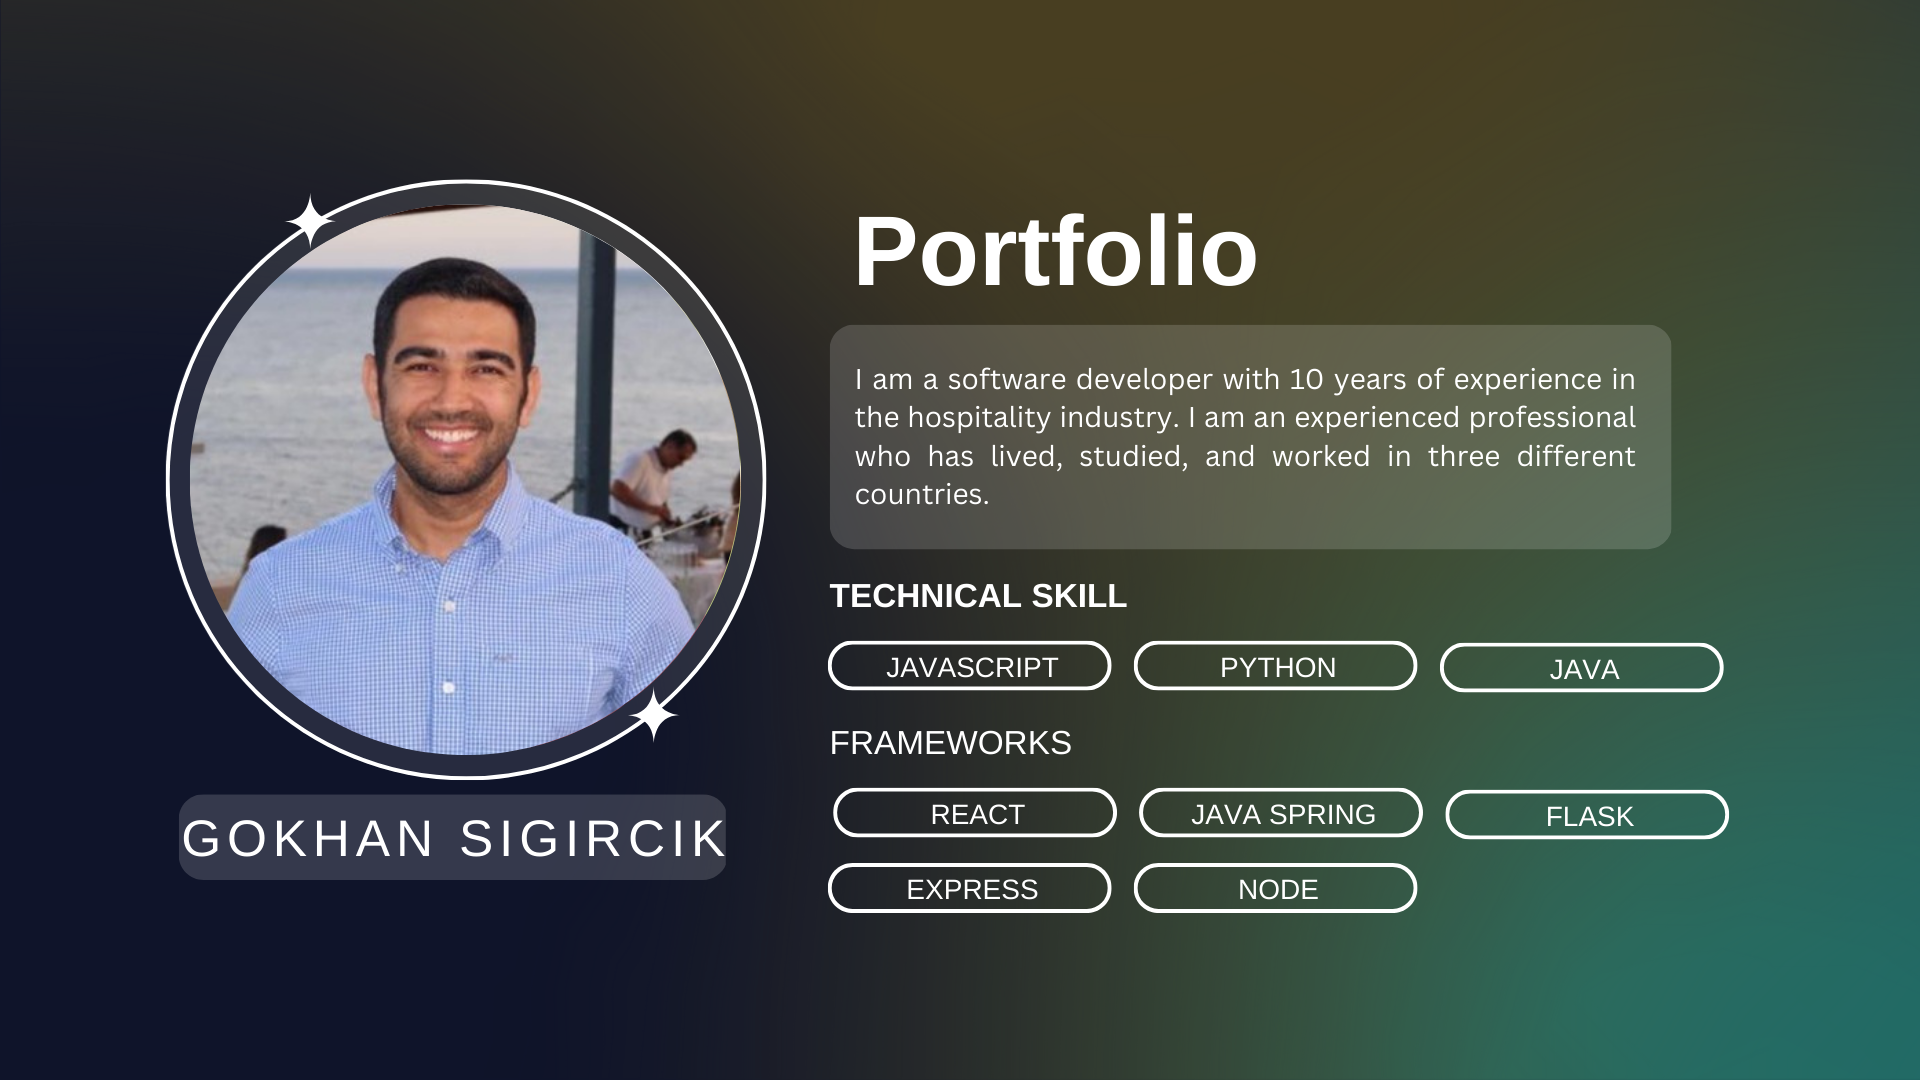 Portfolio
I am a software developer with 10 years of experience in
the hospitality industry. I am an experienced professional
who has lived, studied, and worked in three different
countries.
TECHNICAL SKILL
JAVASCRIPT PYTHON JAVA
FRAMEWORKS
REACT JAVA SPRING FLASK
EXPRESS NODE
GOKHAN SIGIRCIK